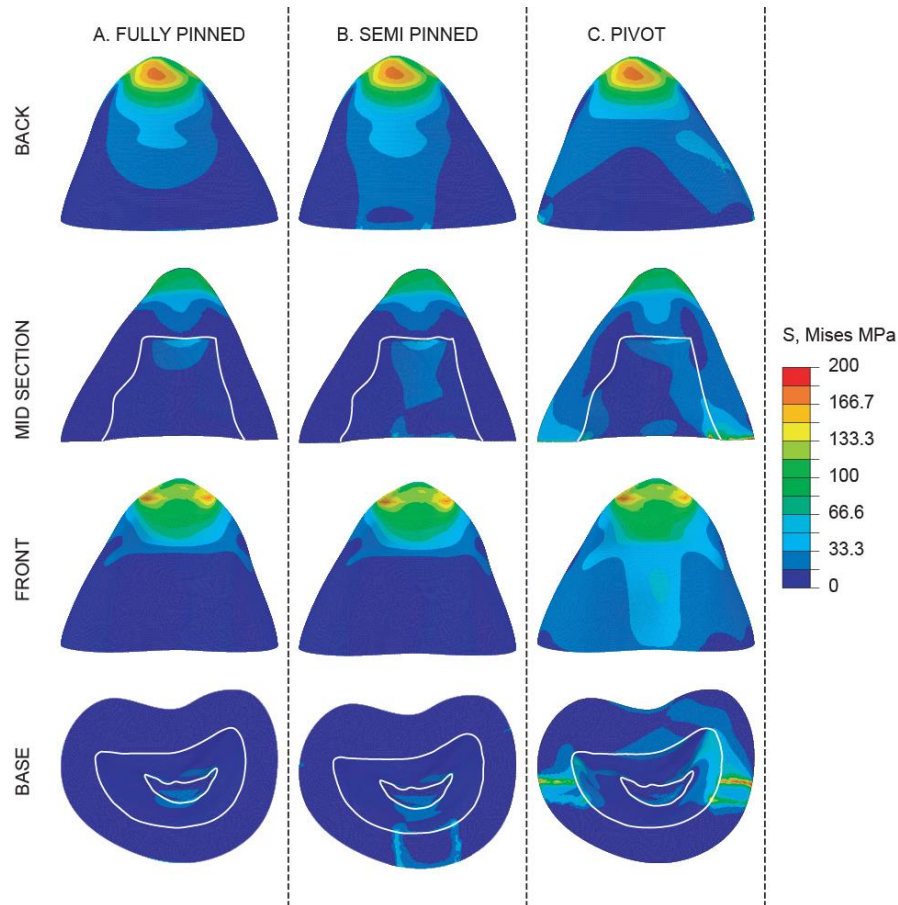 A. FULLY PINNED
B. SEMI PINNED
C. PIVOT
BACK
MID SECTION
FRONT
BASE
S, Mises MPa
200
166.7
133.3
100
66.6
33.3
0